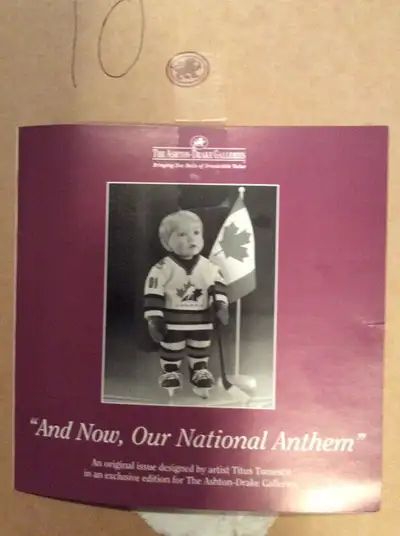 10.
THE ASHTON-DRAKE GALLERIES
Bringing You Dolls of Irresistible Value
"And Now, Our National Anthem"
An original issue designed by artist Titus Tomescu
in an exclusive edition for The Ashton-Drake Galleries